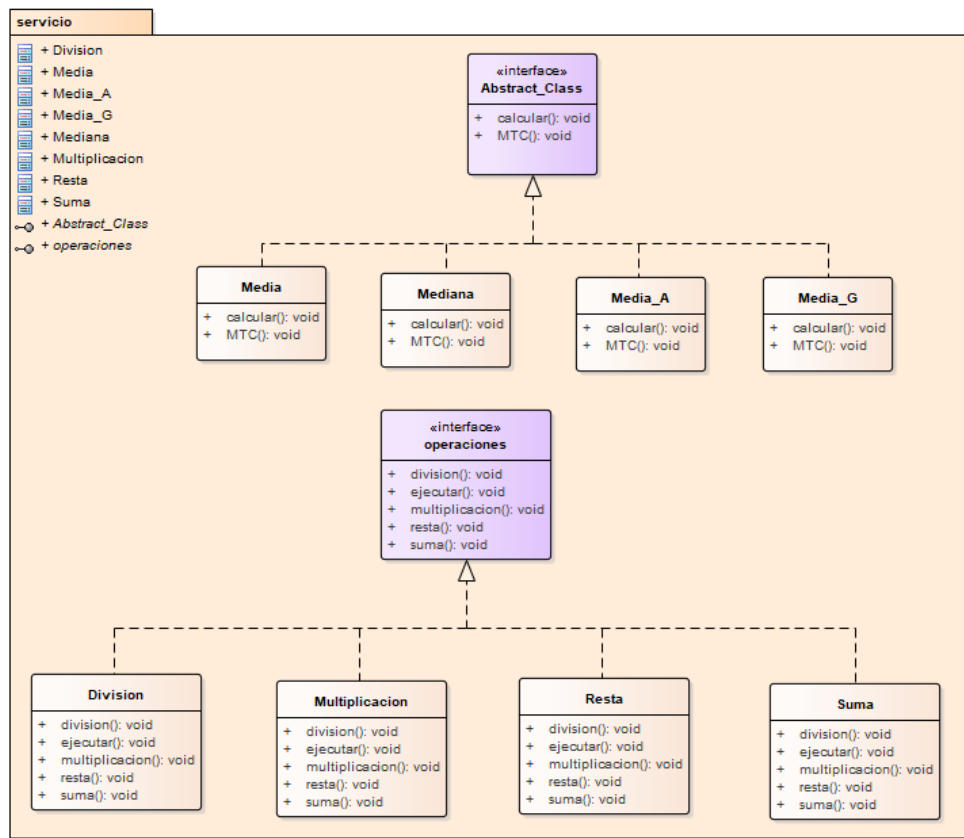 servicio
+ Division
+ Media
+ Media_A
+ Media_G
+ Mediana
+ Multiplicacion
+ Resta
+ Suma
+ Abstract_Class
+ operaciones
«interface»
Abstract_Class
+ calcular(): void
+ MTC(): void
Media
+ calcular(): void
+ MTC(): void
Mediana
+ calcular(): void
+ MTC(): void
Media_A
+ calcular(): void
+ MTC(): void
Media_G
+ calcular(): void
+ MTC(): void
«interface»
operaciones
+ division(): void
+ ejecutar(): void
+ multiplicacion(): void
+ resta(): void
+ suma(): void
Division
+ division(): void
+ ejecutar(): void
+ multiplicacion(): void
+ resta(): void
+ suma(): void
Multiplicacion
+ division(): void
+ ejecutar(): void
+ multiplicacion(): void
+ resta(): void
+ suma(): void
Resta
+ division(): void
+ ejecutar(): void
+ multiplicacion(): void
+ resta(): void
+ suma(): void
Suma
+ division(): void
+ ejecutar(): void
+ multiplicacion(): void
+ resta(): void
+ suma(): void